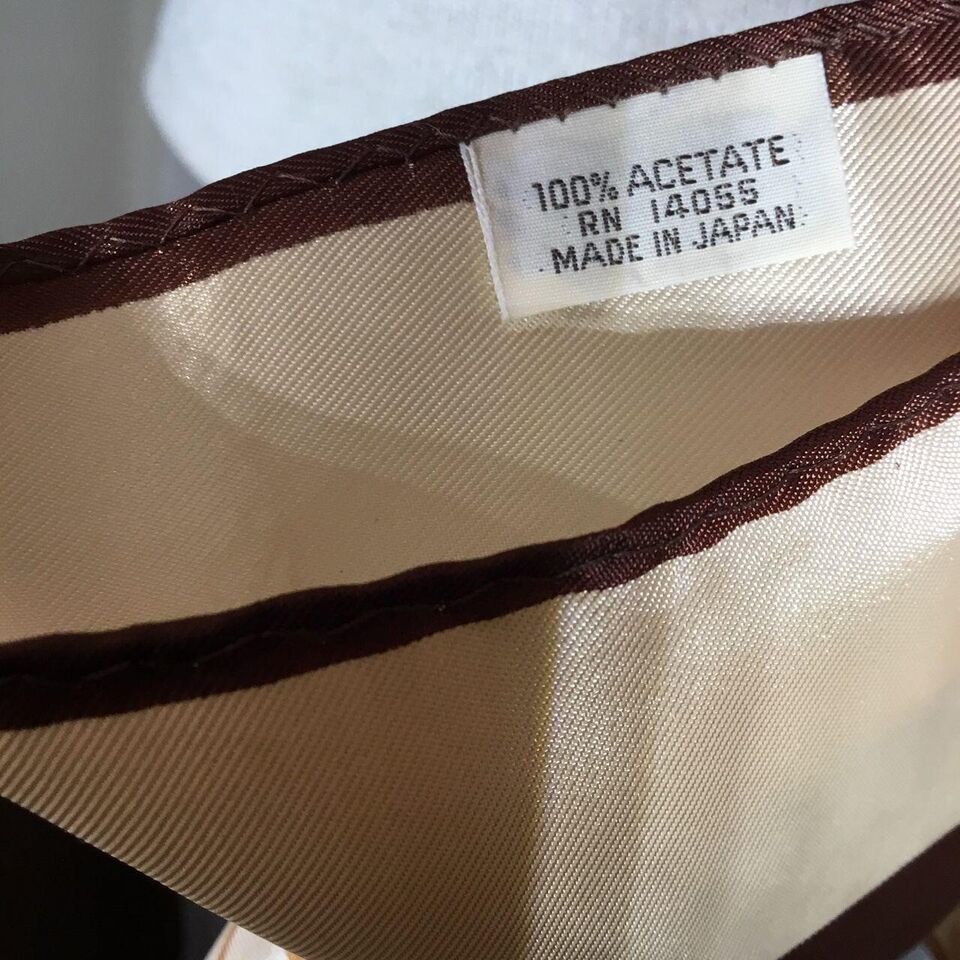 100% ACETATE
RN 14055
MADE IN JAPAN